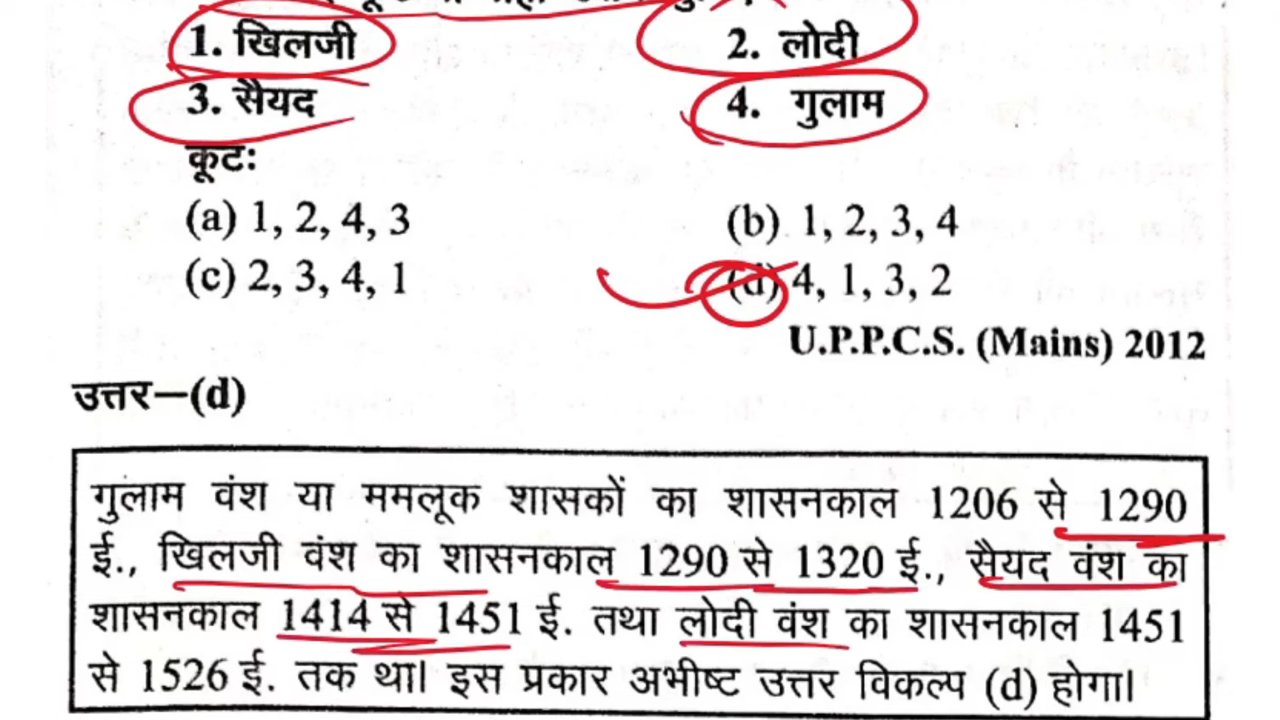 1. खिलजी 2. लोदी
3. सैयद 4. गुलाम
कूटः
(a) 1, 2, 4, 3 (b) 1, 2, 3, 4
(c) 2, 3, 4, 1 (d) 4, 1, 3, 2
U.P.P.C.S. (Mains) 2012
उत्तर–(d)
गुलाम वंश या ममलूक शासकों का शासनकाल 1206 से 1290
ई., खिलजी वंश का शासनकाल 1290 से 1320 ई., सैयद वंश का
शासनकाल 1414 से 1451 ई. तथा लोदी वंश का शासनकाल 1451
से 1526 ई. तक था। इस प्रकार अभीष्ट उत्तर विकल्प (d) होगा।